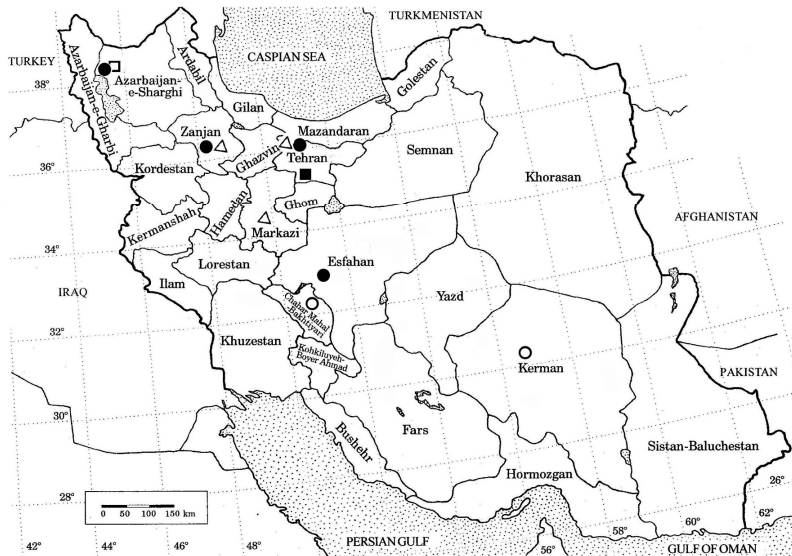 TURKMENISTAN
TURKEY
CASPIAN SEA
38°
Azarbaijan-e-Gharbi
Azarbaijan-
e-Sharghi
Ardabil
Gilan
Golestan
Zanjan
Mazandaran
36°
Kordestan
Ghazvin
Tehran
Semnan
Khorasan
Kermanshah
Hamedan
Ghom
Markazi
AFGHANISTAN
34°
Lorestan
Esfahan
Ilam
IRAQ
Chahar Mahal
-Bakhtiyari
Yazd
32°
Khuzestan
Kohkiluyeh-
Boyer Ahmad
Kerman
PAKISTAN
30°
Bushehr
Fars
Sistan-Baluchestan
Hormozgan
26°
28°
0 50 100 150 km
62°
60°
58°
56°
54°
42°
44°
46°
48°
PERSIAN GULF
GULF OF OMAN